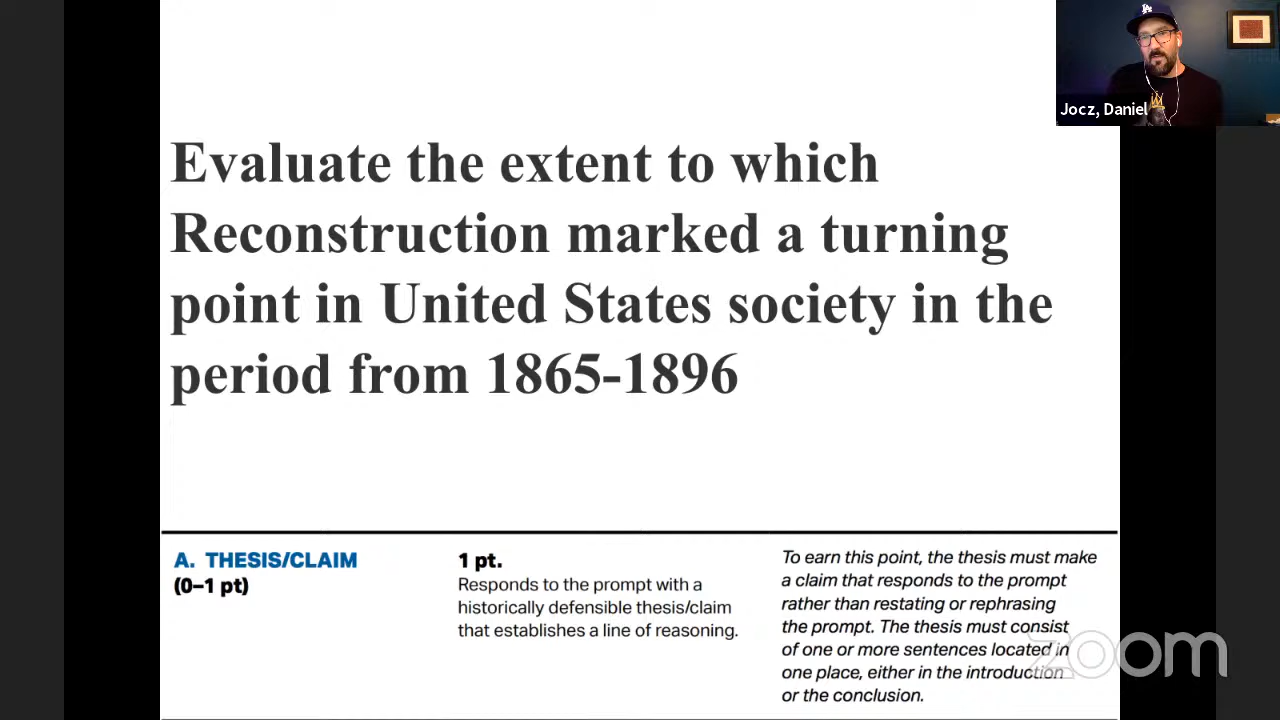 Jocz, Daniel
Evaluate the extent to which
Reconstruction marked a turning
point in United States society in the
period from 1865-1896
A. THESIS/CLAIM
(0–1 pt)
1 pt.
Responds to the prompt with a
historically defensible thesis/claim
that establishes a line of reasoning.
To earn this point, the thesis must make
a claim that responds to the prompt
rather than restating or rephrasing
the prompt. The thesis must consist
of one or more sentences located in
one place, either in the introduction
or the conclusion.
zoom